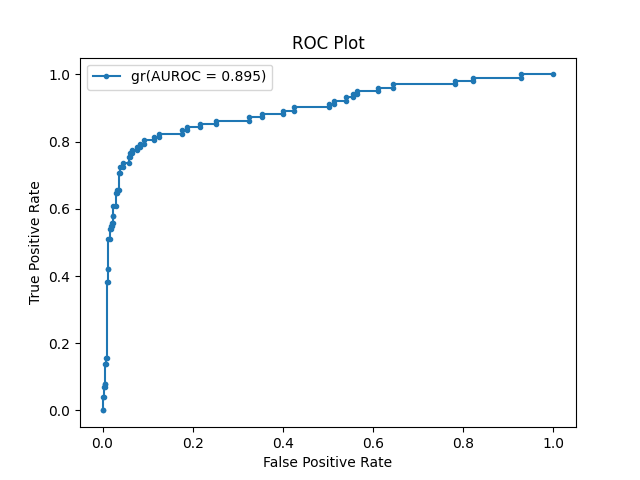 ROC Plot
gr(AUROC = 0.895)
True Positive Rate
1.0
0.8
0.6
0.4
0.2
0.0
0.0 0.2 0.4 0.6 0.8 1.0
False Positive Rate